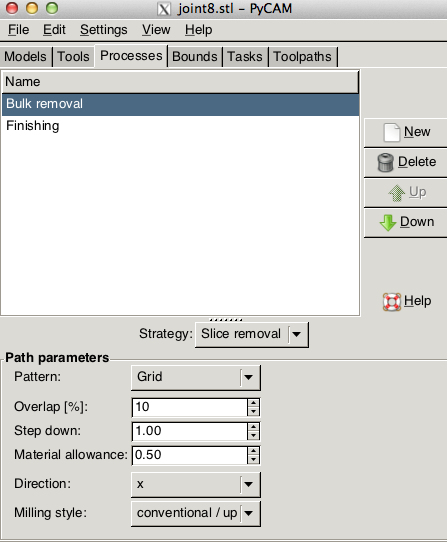 joint8.stl – PyCAM
File Edit Settings View Help
Models Tools Processes Bounds Tasks Toolpaths
Name
Bulk removal
Finishing
New
Delete
Up
Down
Help
Strategy: Slice removal
Path parameters
Pattern: Grid
Overlap [%]: 10
Step down: 1.00
Material allowance: 0.50
Direction: x
Milling style: conventional / up